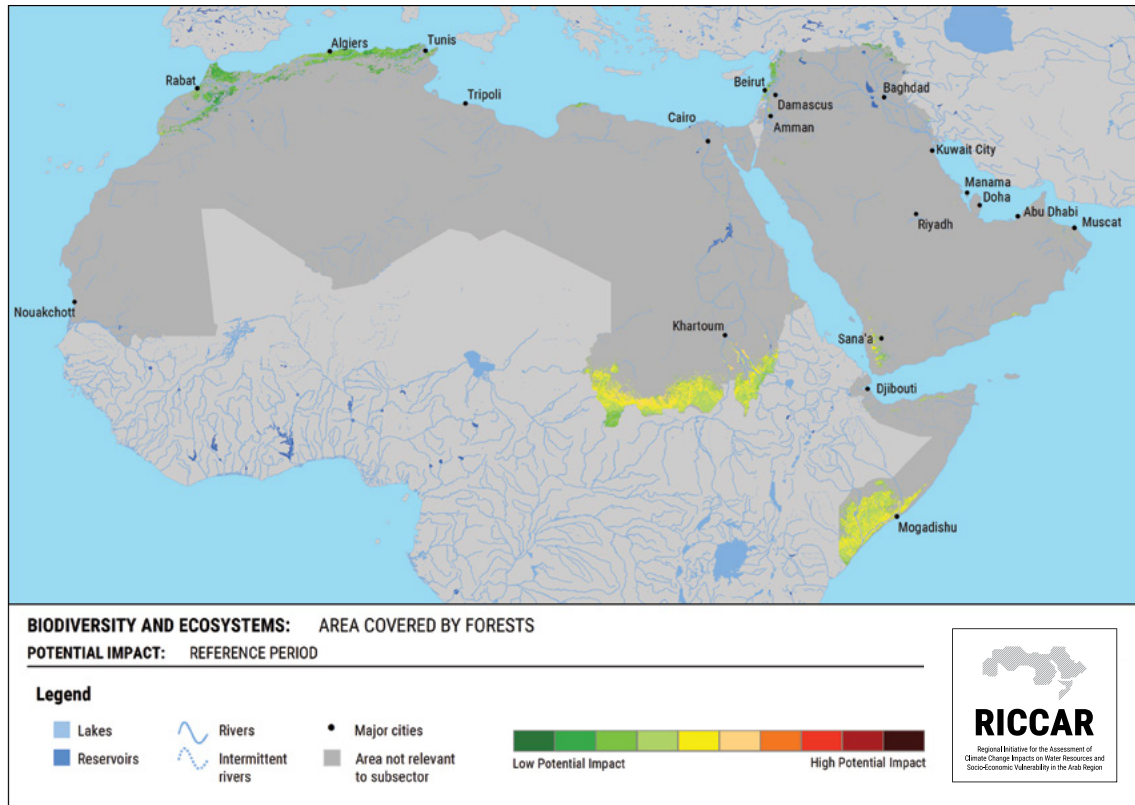 Algiers
Tunis
Rabat
Tripoli
Beirut
Damascus
Baghdad
Cairo
Amman
Kuwait City
Manama
Doha
Abu Dhabi
Muscat
Riyadh
Nouakchott
Khartoum
Sana'a
Djibouti
Mogadishu
BIODIVERSITY AND ECOSYSTEMS: AREA COVERED BY FORESTS
POTENTIAL IMPACT: REFERENCE PERIOD
Legend
Lakes
Reservoirs
Rivers
Intermittent
rivers
Major cities
Area not relevant
to subsector
Low Potential Impact
High Potential Impact
RICCAR
Regional Initiative for the Assessment of
Climate Change Impacts on Water Resources and
Socio-Economic Vulnerability in the Arab Region